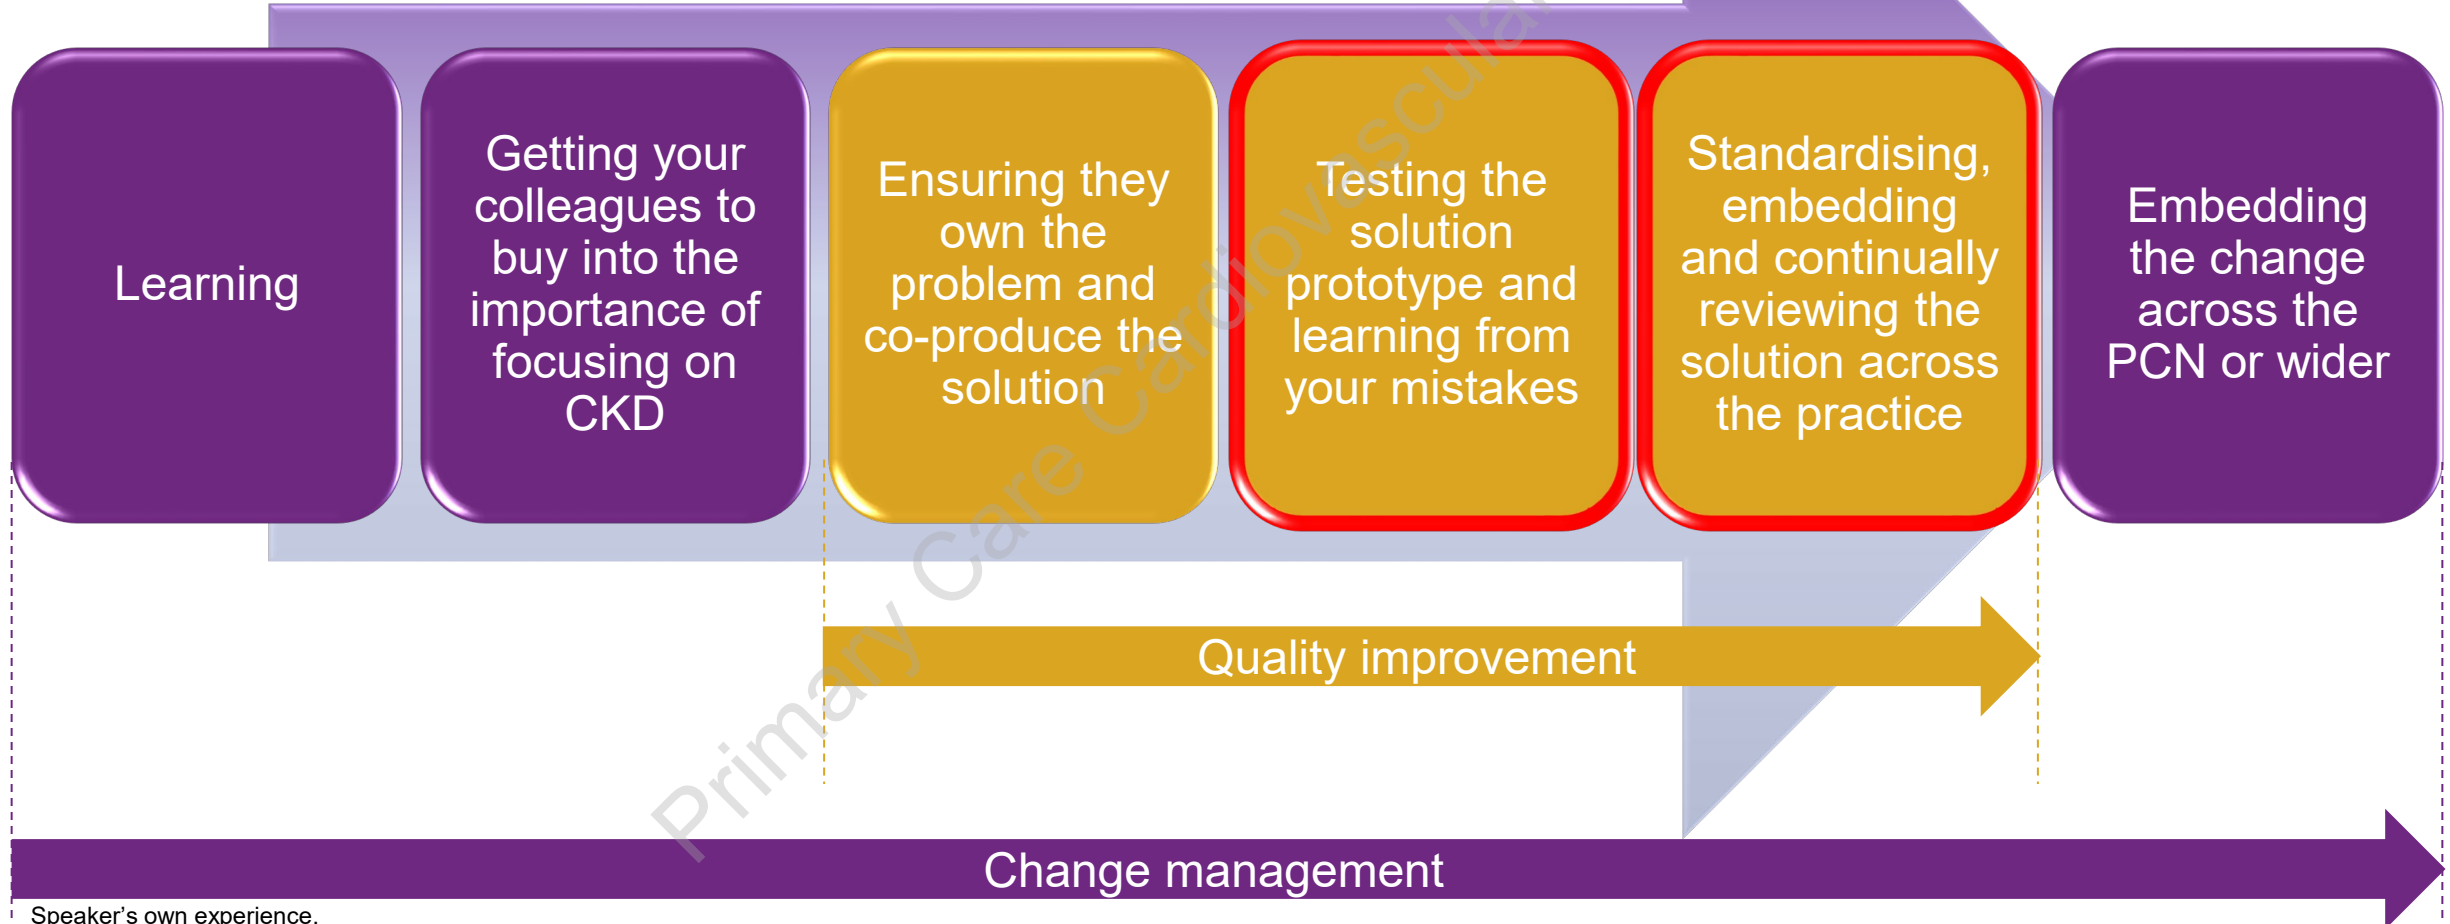 Learning
Getting your
colleagues to
buy into the
importance of
focusing on
CKD
Ensuring they
own the
problem and
co-produce the
solution
Testing the
solution
prototype and
learning from
your mistakes
Standardising,
embedding
and continually
reviewing the
solution across
the practice
Embedding
the change
across the
PCN or wider
Quality improvement
Change management
Speaker's own experience.
Primary Care Cardiovascular